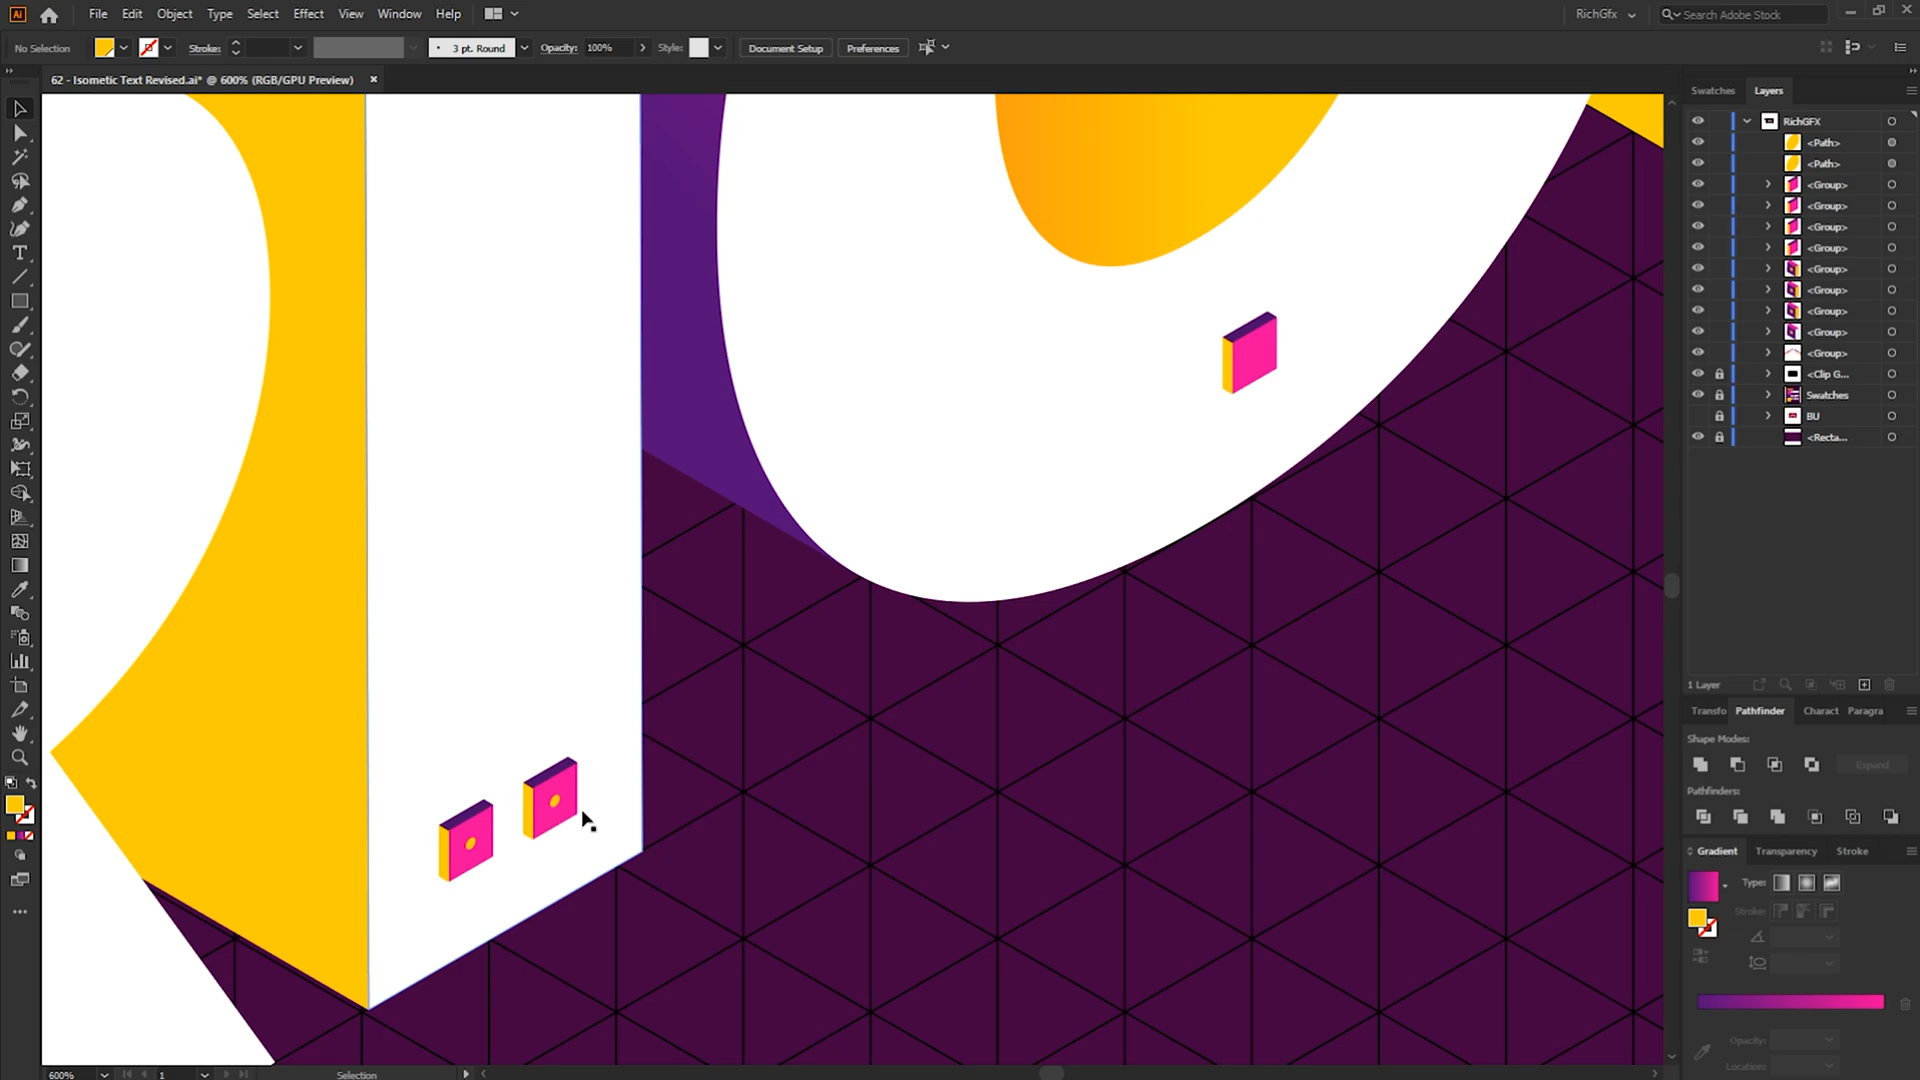 Ai File Edit Object Type Select Effect View Window Help RichGfx Search Adobe Stock
No Selection Stroke: 3 pt. Round Opacity: 100% Style: Document Setup Preferences
62 - Isometic Text Revised.ai* @ 600% (RGB/GPU Preview)
Swatches Layers
RichGFX
<Path>
<Path>
<Group>
<Group>
<Group>
<Group>
<Group>
<Group>
<Group>
<Group>
<Group>
<Clip G...
Swatches
BU
<Recta...
1 Layer
Transfo Pathfinder Charact Paragra
Shape Modes:
Expand
Pathfinders:
Gradient Transparency Stroke
Type:
Stroke:
Opacity:
Location:
600% 1 Selection